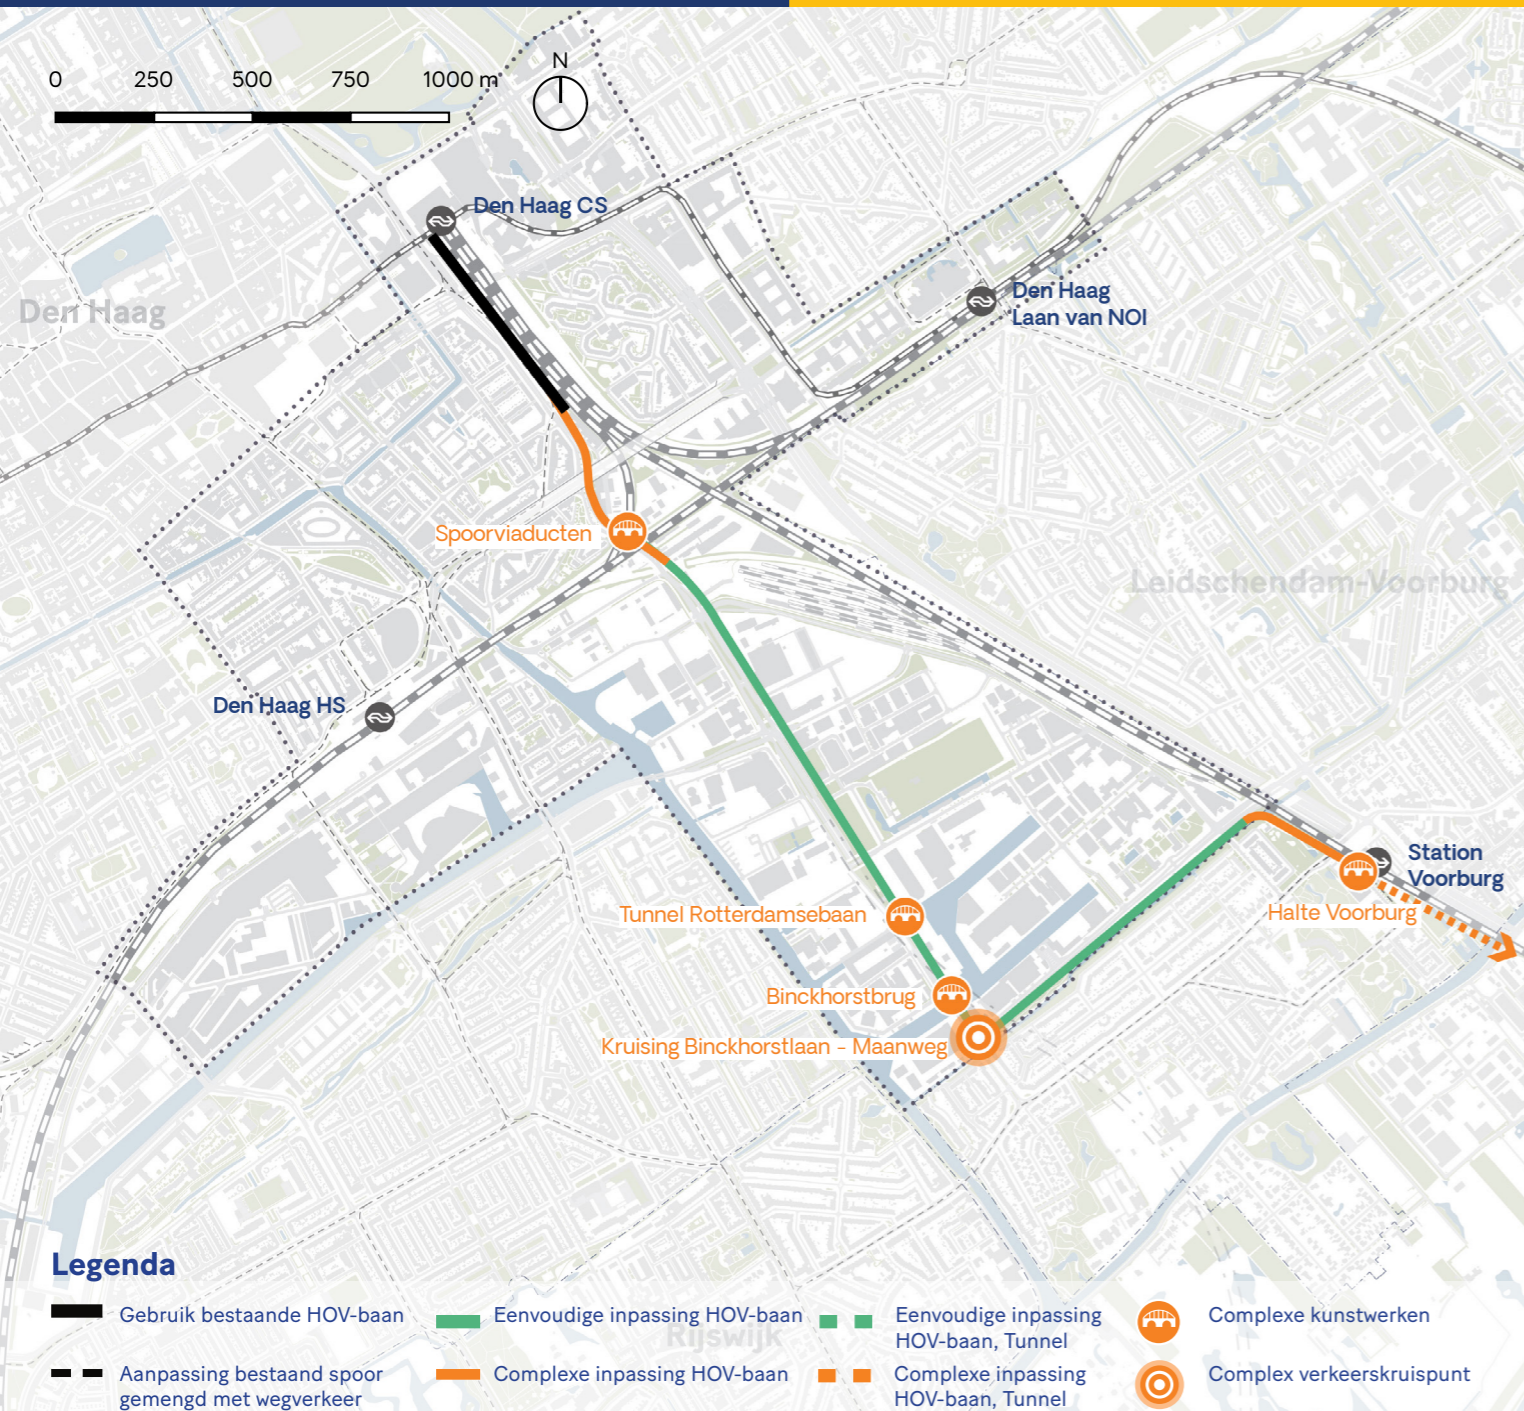 0 250 500 750 1000 m
N
Den Haag CS
Den Haag
Den Haag
Laan van NOI
Spoorviaducten
Leidschendam-Voorburg
Den Haag HS
Station
Voorburg
Halte Voorburg
Tunnel Rotterdamsebaan
Binckhorstbrug
Kruising Binckhorstlaan - Maanweg
Legenda
Gebruik bestaande HOV-baan
Aanpassing bestaand spoor
gemengd met wegverkeer
Eenvoudige inpassing HOV-baan
Rijswijk
Complexe inpassing HOV-baan
Eenvoudige inpassing
HOV-baan, Tunnel
Complexe inpassing
HOV-baan, Tunnel
Complexe kunstwerken
Complex verkeerskruispunt